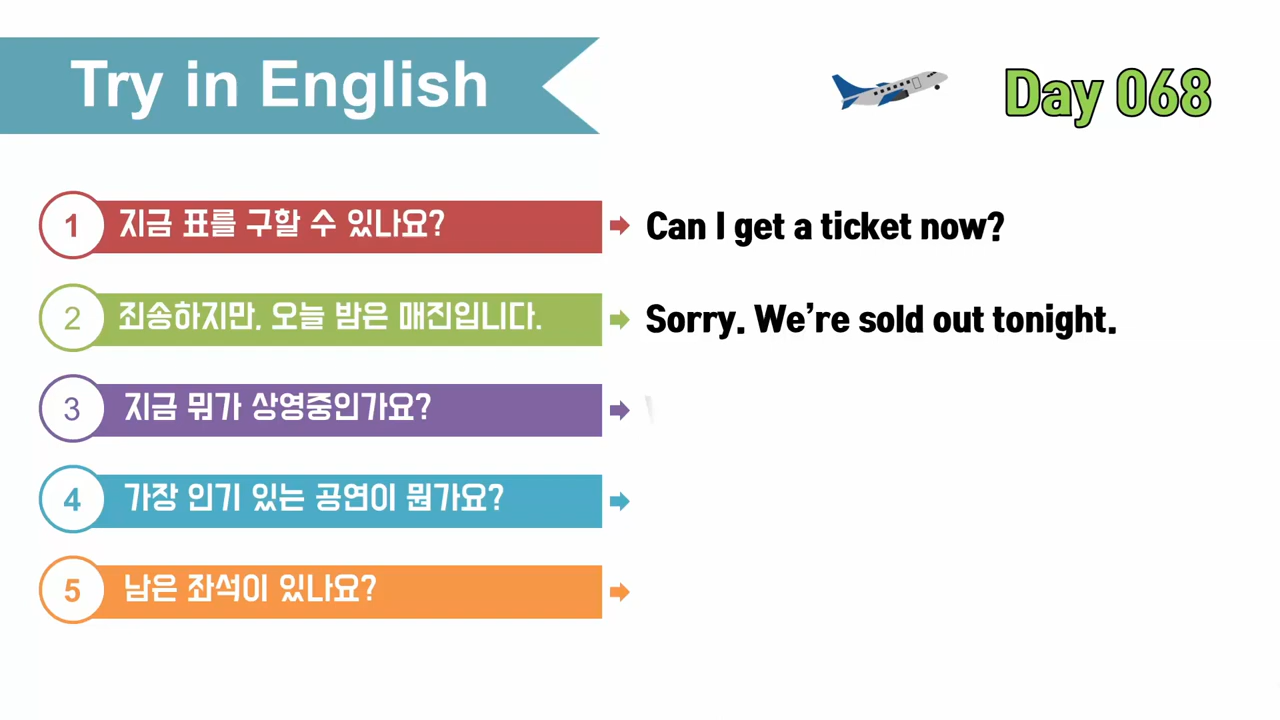 Try in English
Day 068
1 지금 표를 구할 수 있나요? Can I get a ticket now?
2 죄송하지만, 오늘 밤은 매진입니다. Sorry. We're sold out tonight.
3 지금 뭐가 상영중인가요?
4 가장 인기 있는 공연이 뭔가요?
5 남은 좌석이 있나요?